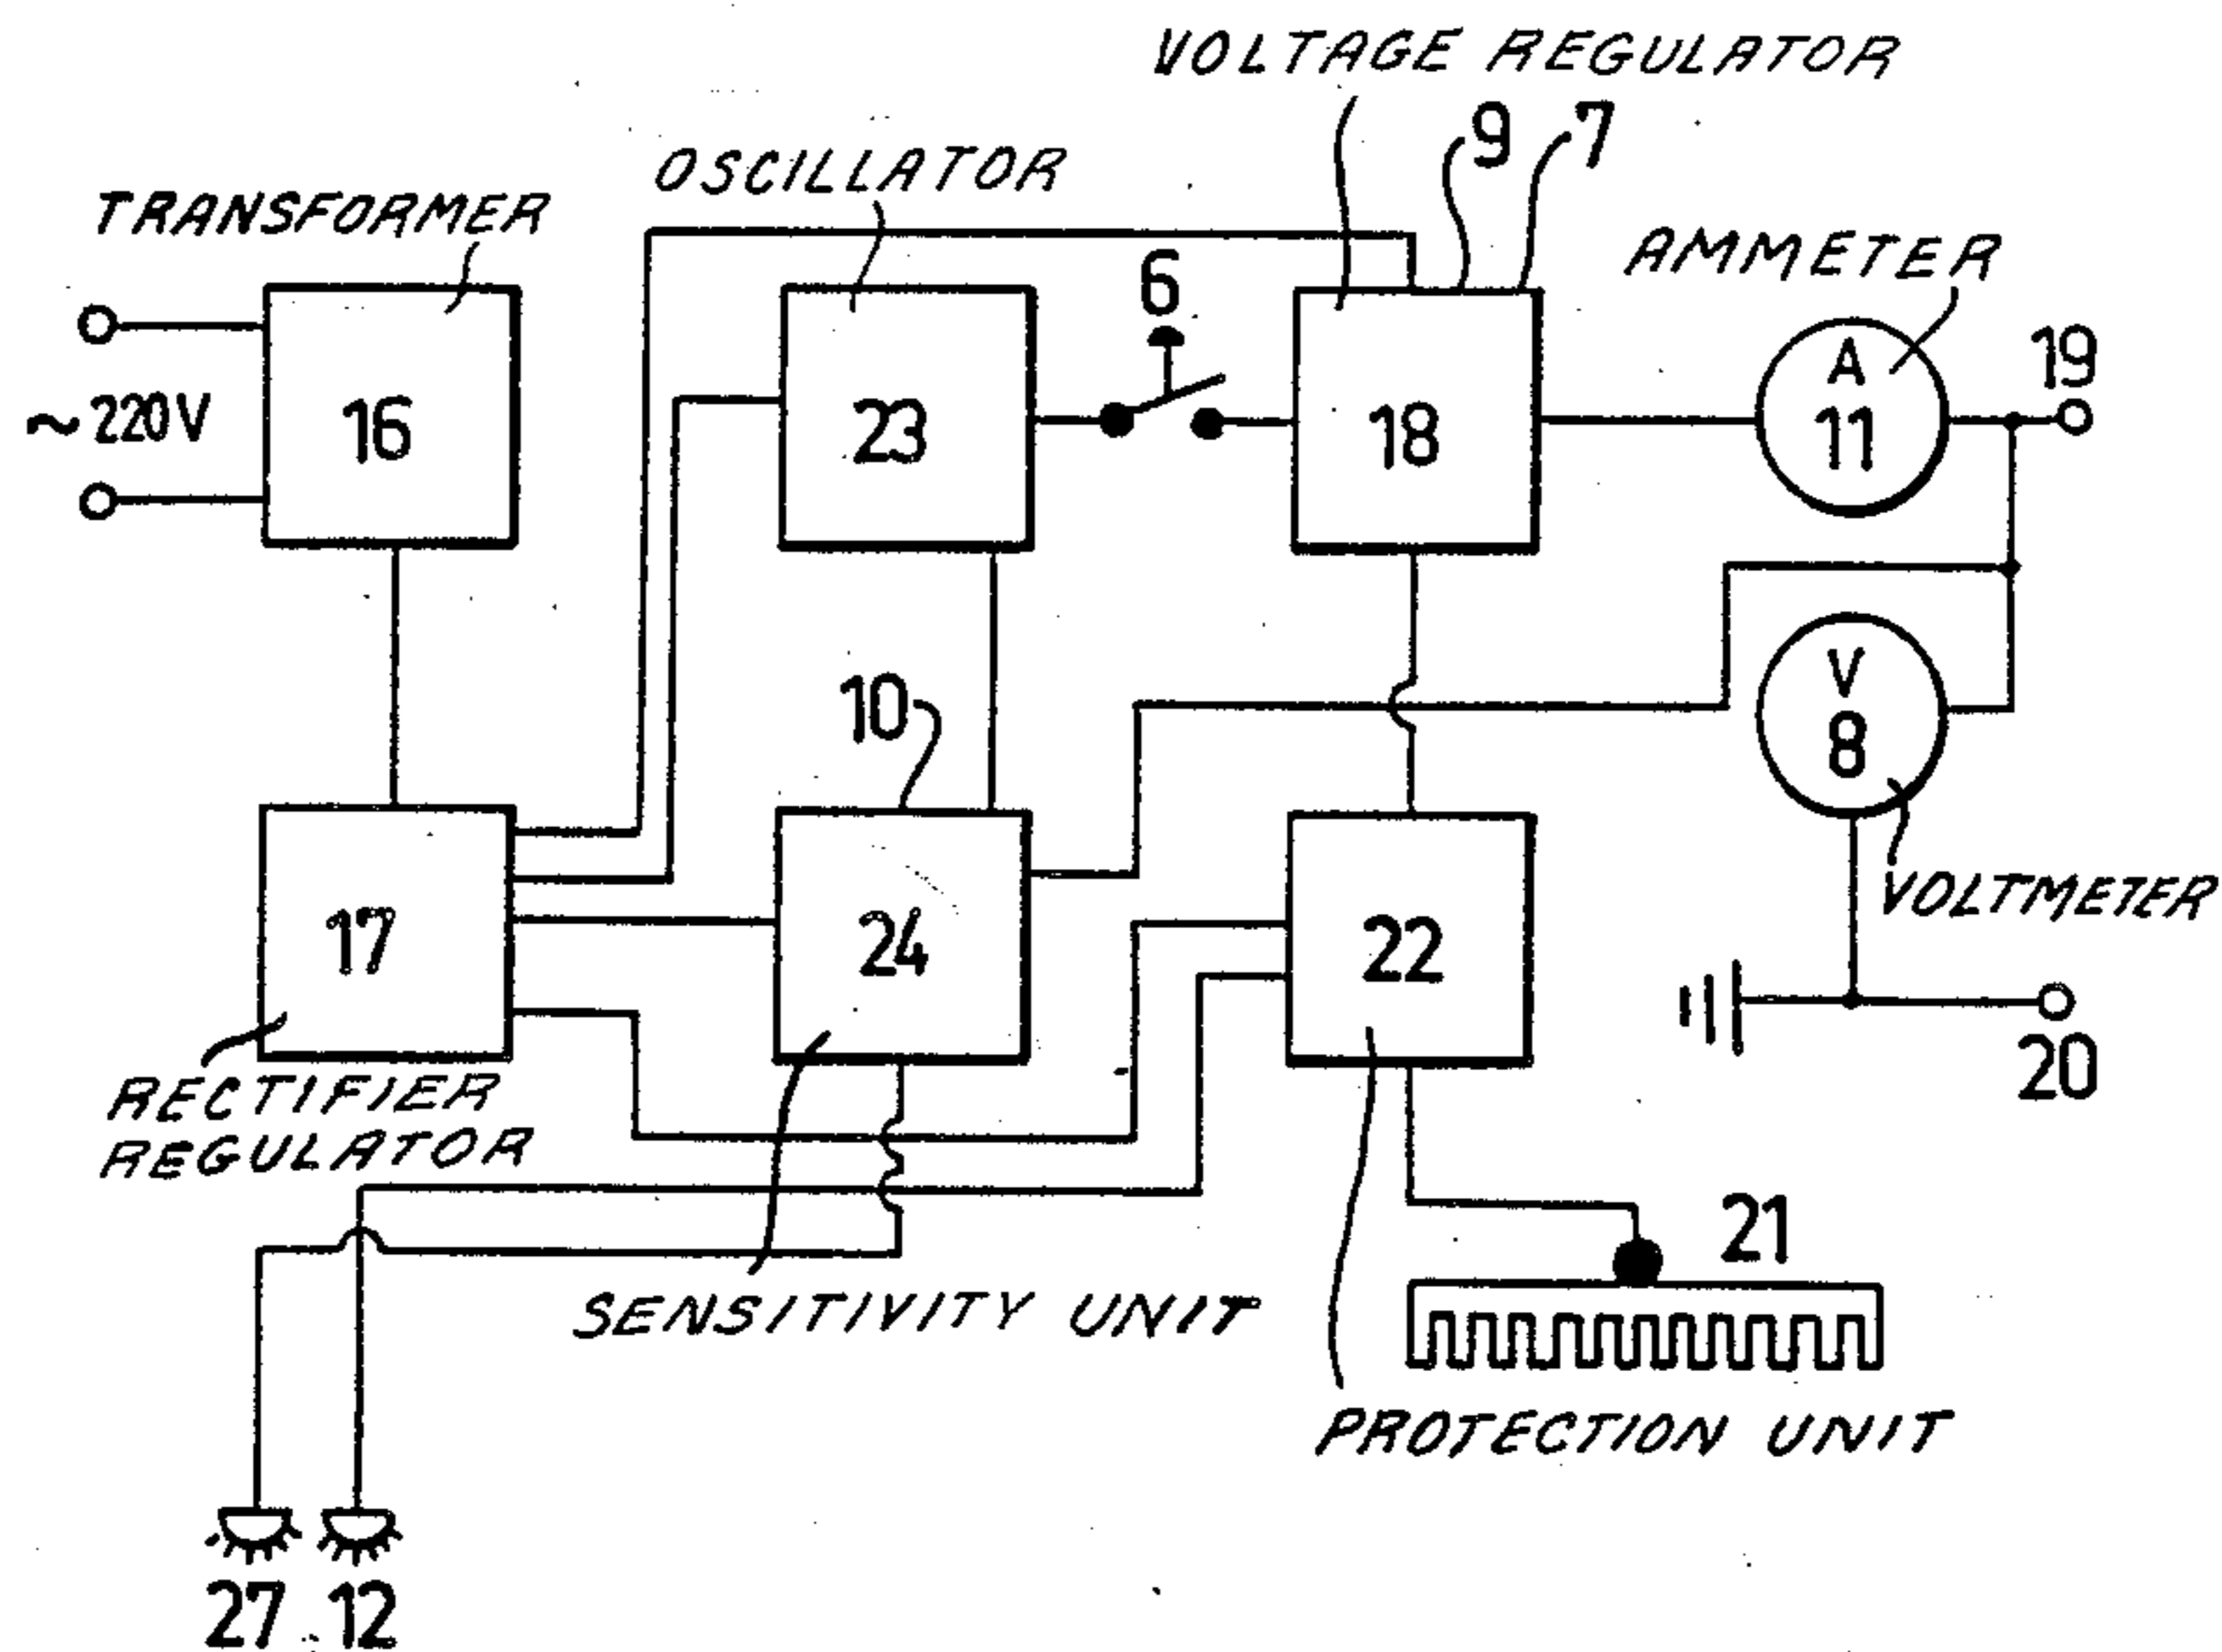 VOLTAGE REGULATOR
9 7
OSCILLATOR
TRANSFORMER
AMMETER
6
19
~220V
16
23
18
A
11
10
V
8
17
24
22
VOLTMETER
20
RECTIFIER
REGULATOR
21
SENSITIVITY UNIT
PROTECTION UNIT
27 12